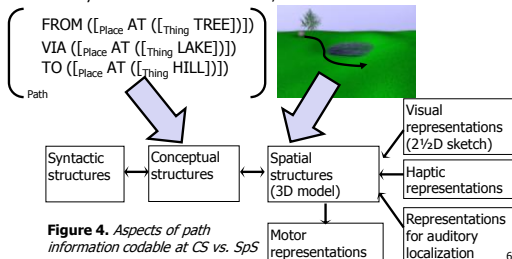 FROM ([Place AT ([Thing TREE])])
VIA ([Place AT ([Thing LAKE])])
TO ([Place AT ([Thing HILL])])
Path
Syntactic
structures
Conceptual
structures
Spatial
structures
(3D model)
Visual
representations
(2½D sketch)
Haptic
representations
Representations
for auditory
localization
Motor
representations
Figure 4. Aspects of path
information codable at CS vs. SpS
6